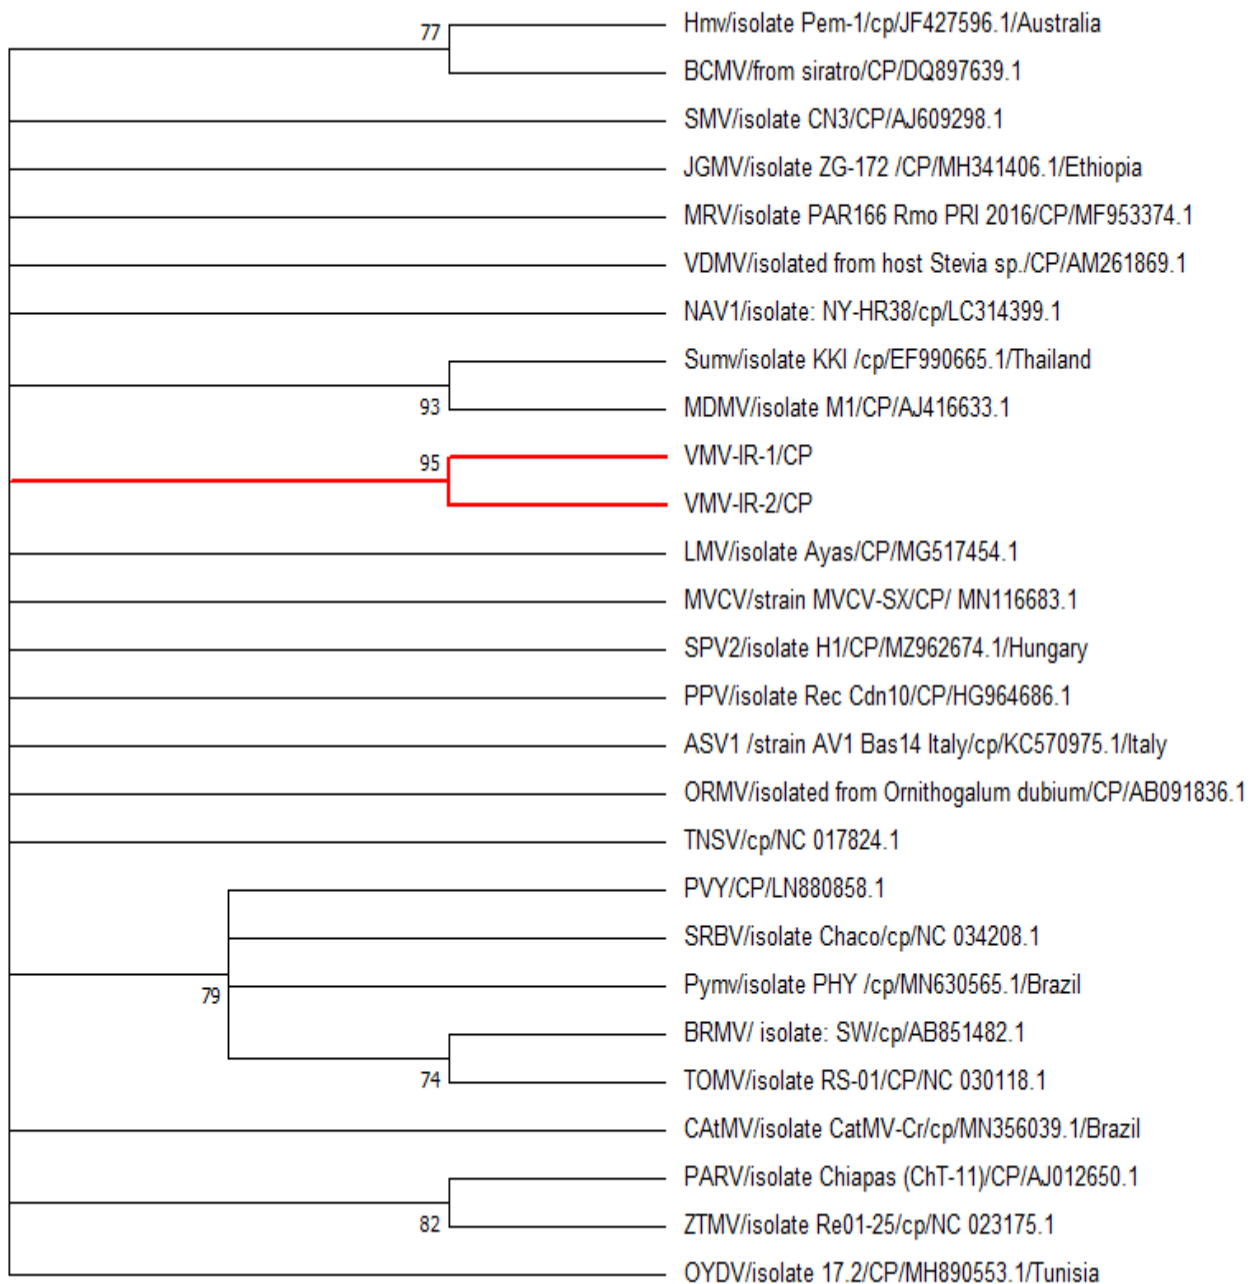 Hmv/isolate Pem-1/cp/JF427596.1/Australia
77
BCMV/from siratro/CP/DQ897639.1
SMV/isolate CN3/CP/AJ609298.1
JGMV/isolate ZG-172 /CP/MH341406.1/Ethiopia
MRV/isolate PAR166 Rmo PRI 2016/CP/MF953374.1
VDMV/isolated from host Stevia sp./CP/AM261869.1
NAV1/isolate: NY-HR38/cp/LC314399.1
Sumv/isolate KKI /cp/EF990665.1/Thailand
93
MDMV/isolate M1/CP/AJ416633.1
VMV-IR-1/CP
95
VMV-IR-2/CP
LMV/isolate Ayas/CP/MG517454.1
MVCV/strain MVCV-SX/CP/ MN116683.1
SPV2/isolate H1/CP/MZ962674.1/Hungary
PPV/isolate Rec Cdn10/CP/HG964686.1
ASV1 /strain AV1 Bas14 Italy/cp/KC570975.1/Italy
ORMV/isolated from Ornithogalum dubium/CP/AB091836.1
TNSV/cp/NC 017824.1
PVY/CP/LN880858.1
SRBV/isolate Chaco/cp/NC 034208.1
79
Pymv/isolate PHY /cp/MN630565.1/Brazil
BRMV/ isolate: SW/cp/AB851482.1
74
TOMV/isolate RS-01/CP/NC 030118.1
CAtMV/isolate CatMV-Cr/cp/MN356039.1/Brazil
PARV/isolate Chiapas (ChT-11)/CP/AJ012650.1
82
ZTMV/isolate Re01-25/cp/NC 023175.1
OYDV/isolate 17.2/CP/MH890553.1/Tunisia